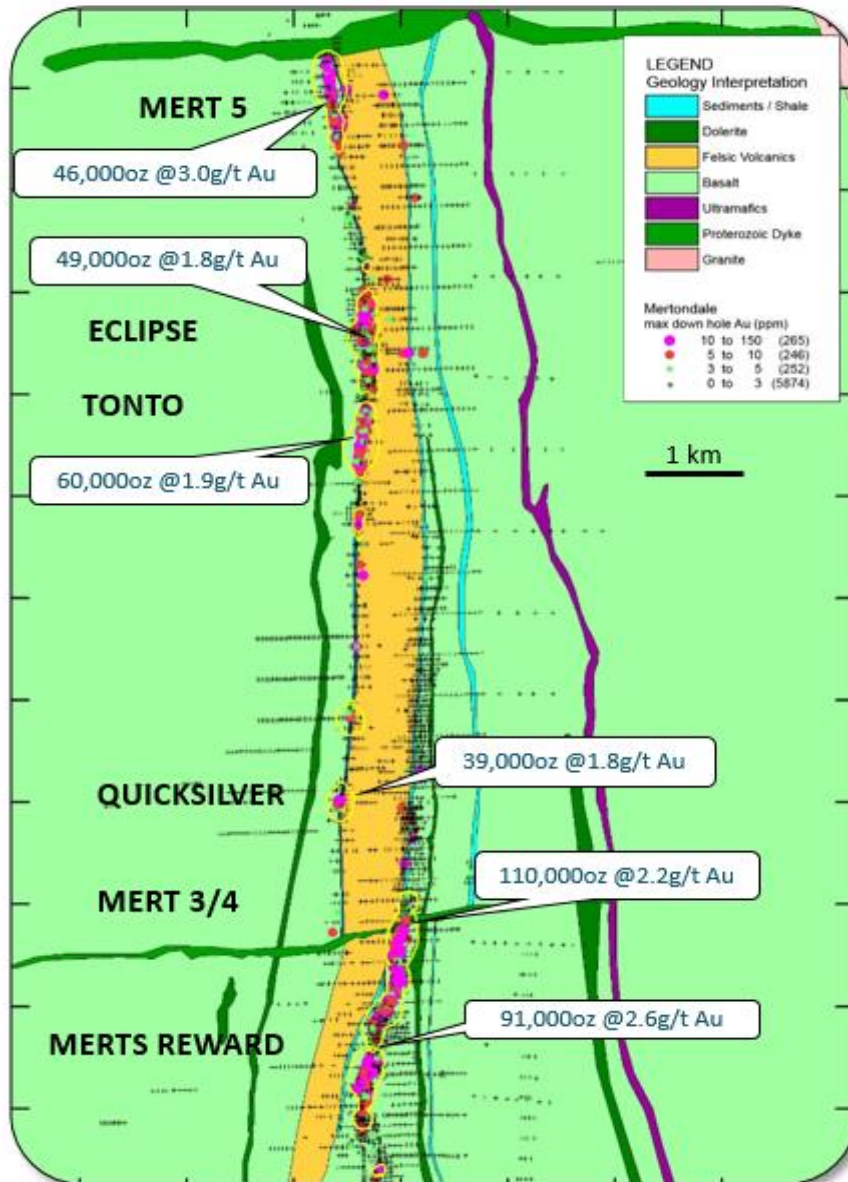 LEGEND
Geology Interpretation
Sediments / Shale
Dolerite
Felsic Volcanics
Basalt
Ultramafics
Proterozoic Dyke
Granite
Mertondale
max down hole Au (ppm)
10 to 150 (265)
5 to 10 (246)
3 to 5 (252)
0 to 3 (5874)
MERT 5
46,000oz @3.0g/t Au
49,000oz @1.8g/t Au
ECLIPSE
TONTO
60,000oz @1.9g/t Au
1 km
39,000oz @1.8g/t Au
QUICKSILVER
110,000oz @2.2g/t Au
MERT 3/4
91,000oz @2.6g/t Au
MERTS REWARD